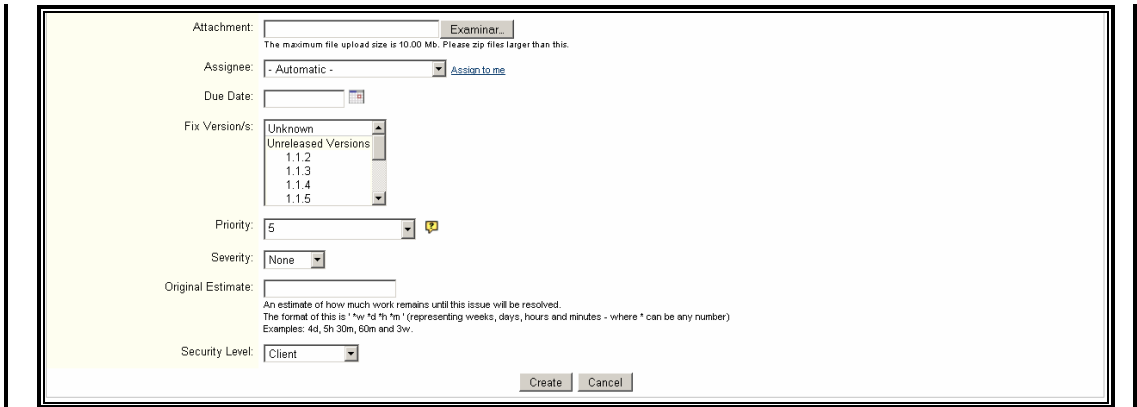 Attachment: Examinar...
The maximum file upload size is 10.00 Mb. Please zip files larger than this.
Assignee: - Automatic - Assign to me
Due Date:
Fix Version/s: Unknown
Unreleased Versions
1.1.2
1.1.3
1.1.4
1.1.5
Priority: 5
Severity: None
Original Estimate:
An estimate of how much work remains until this issue will be resolved.
The format of this is ' *w *d *h *m ' (representing weeks, days, hours and minutes - where * can be any number)
Examples: 4d, 5h 30m, 60m and 3w.
Security Level: Client
Create Cancel